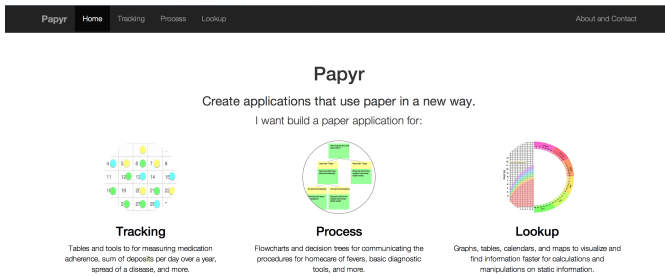 Papyr Home Tracking Process Lookup About and Contact
Papyr
Create applications that use paper in a new way.
I want build a paper application for:
Tracking
Tables and tools to for measuring medication
adherence, sum of deposits per day over a year,
spread of a disease, and more.
Process
Flowcharts and decision trees for communicating the
procedures for homecare of fevers, basic diagnostic
tools, and more.
Lookup
Graphs, tables, calendars, and maps to visualize and
find information faster for calculations and
manipulations on static information.